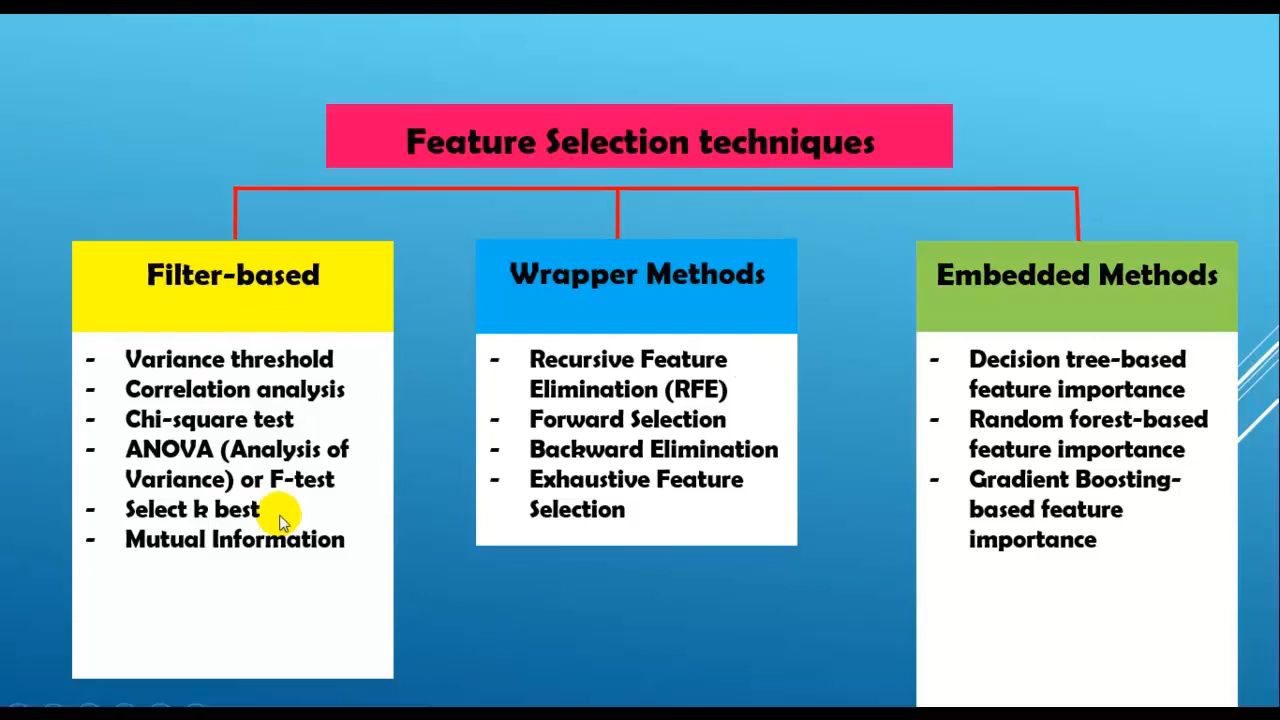 Feature Selection techniques
Filter-based
- Variance threshold
- Correlation analysis
- Chi-square test
- ANOVA (Analysis of
Variance) or F-test
- Select k best
- Mutual Information
Wrapper Methods
- Recursive Feature
Elimination (RFE)
- Forward Selection
- Backward Elimination
- Exhaustive Feature
Selection
Embedded Methods
- Decision tree-based
feature importance
- Random forest-based
feature importance
- Gradient Boosting-
based feature
importance